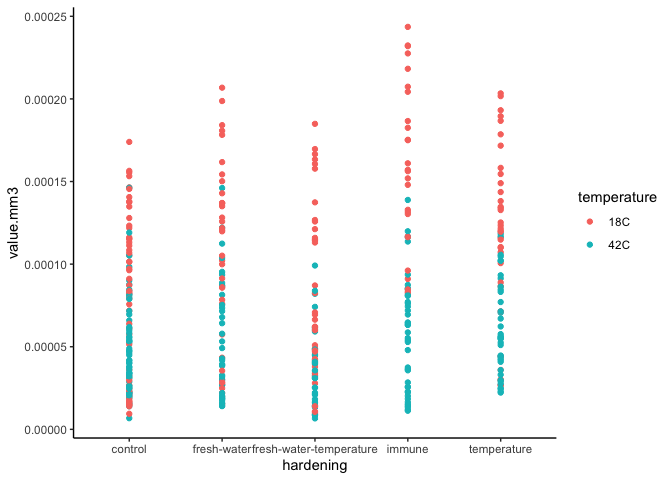 0.00025
0.00020
0.00015
0.00010
0.00005
0.00000
value.mm3
control fresh-water fresh-water-temperature immune temperature
hardening
temperature
18C
42C